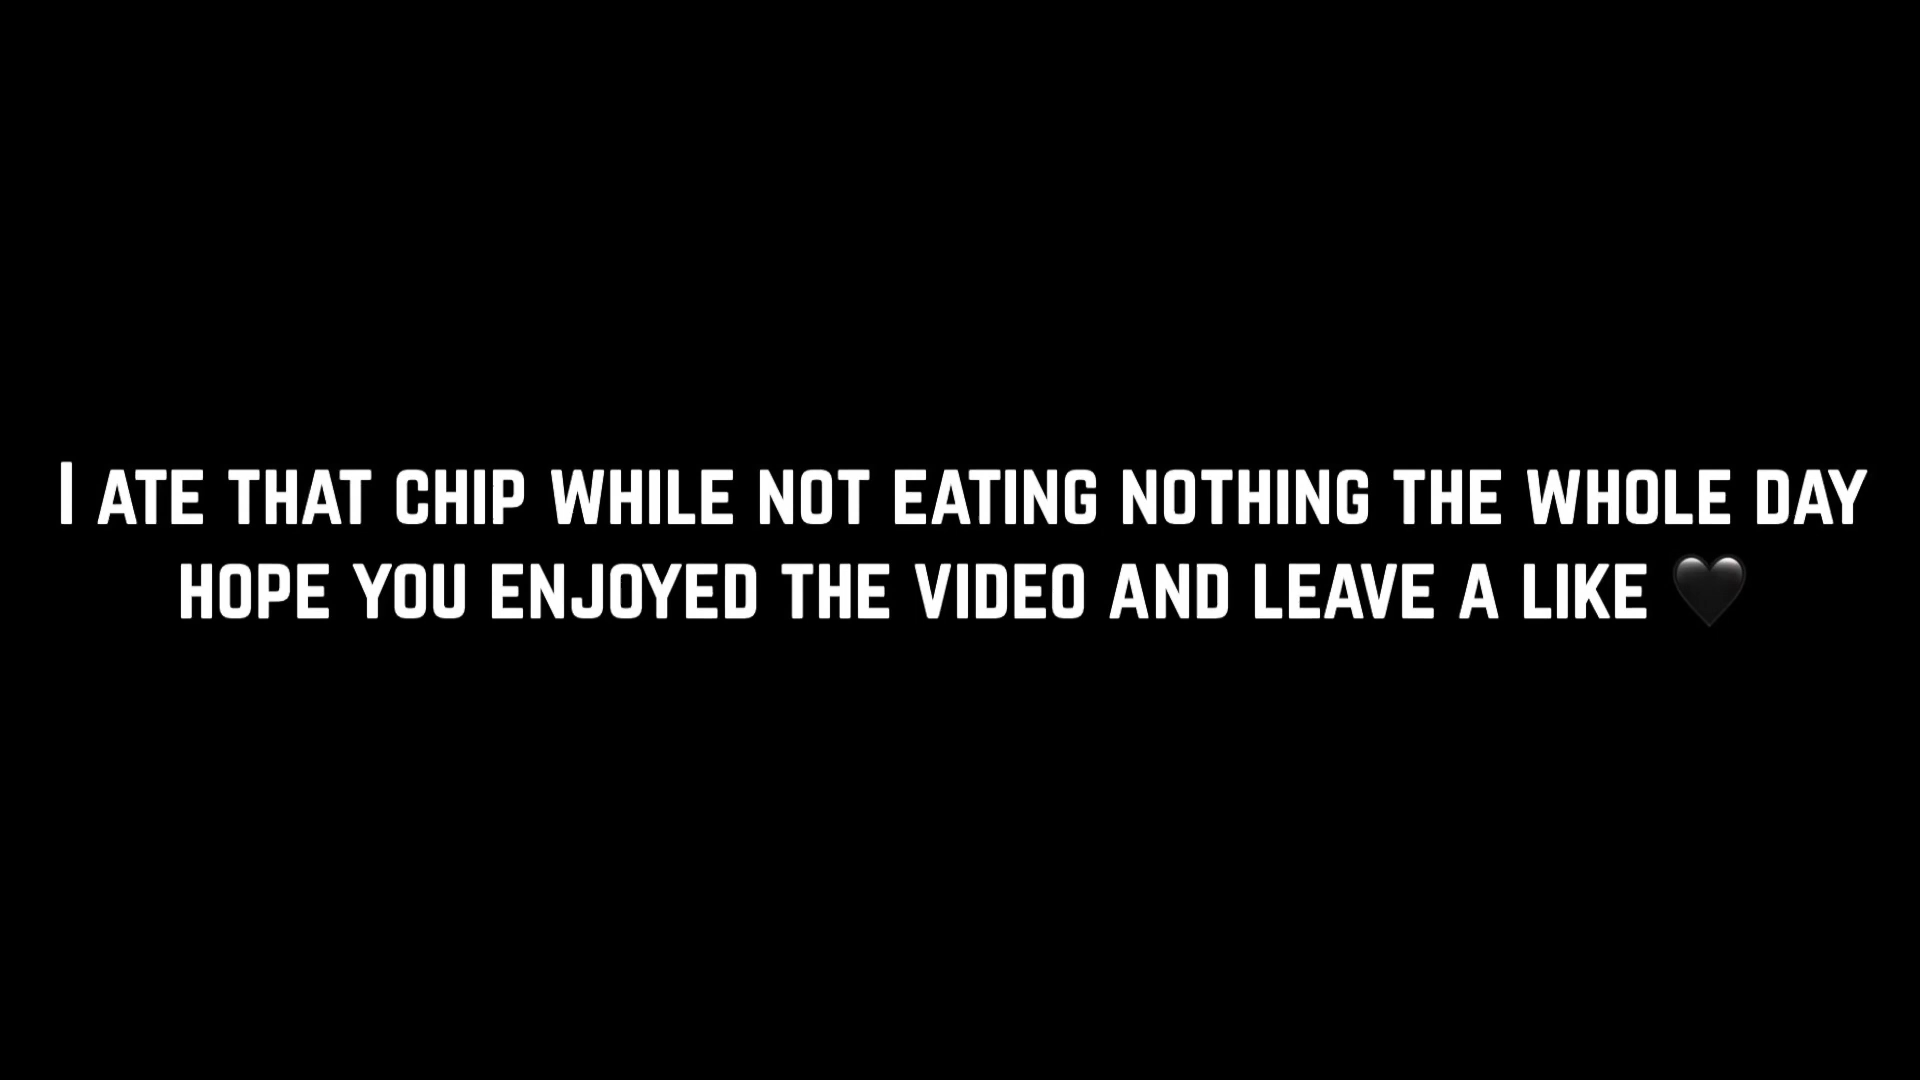 I ATE THAT CHIP WHILE NOT EATING NOTHING THE WHOLE DAY
HOPE YOU ENJOYED THE VIDEO AND LEAVE A LIKE 🖤